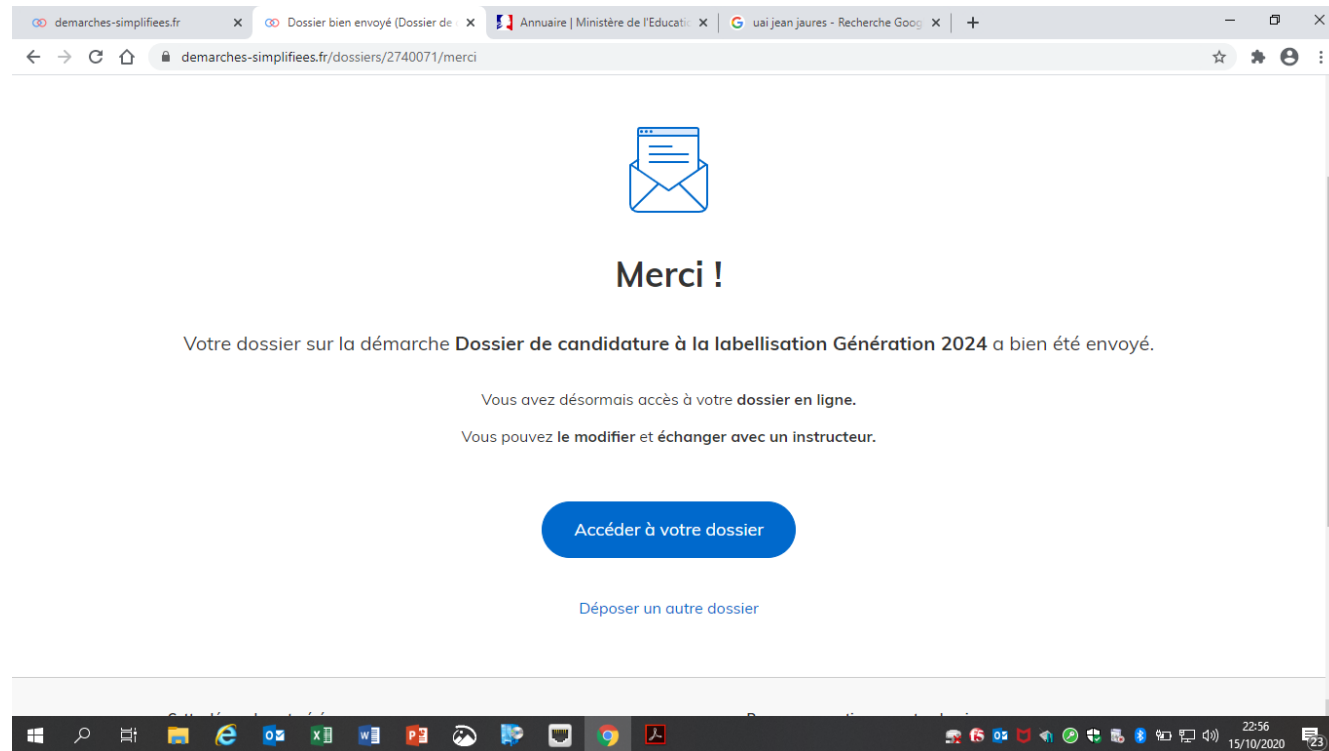 demarches-simplifiees.fr
Dossier bien envoyé (Dossier de
Annuaire | Ministère de l'Educatio
uai jean jaures - Recherche Goog
demarches-simplifiees.fr/dossiers/2740071/merci
Merci !
Votre dossier sur la démarche Dossier de candidature à la labellisation Génération 2024 a bien été envoyé.
Vous avez désormais accès à votre dossier en ligne.
Vous pouvez le modifier et échanger avec un instructeur.
Accéder à votre dossier
Déposer un autre dossier
22:56
15/10/2020
23